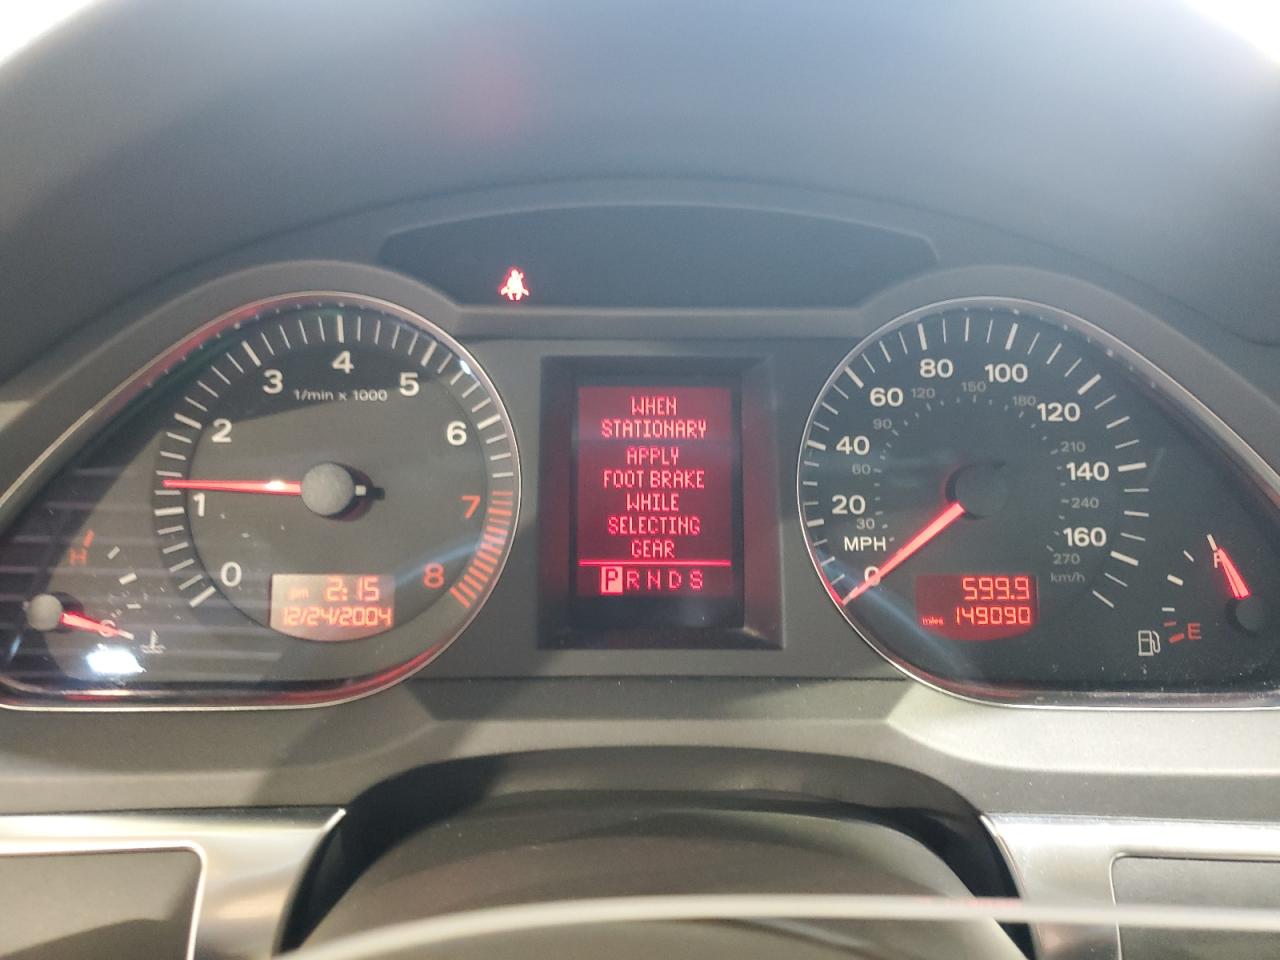 WHEN
STATIONARY
APPLY
FOOT BRAKE
WHILE
SELECTING
GEAR
P R N D S
0
1
2
3
4
5
6
7
8
1/min x 1000
pm 2:15
12/24/2004
H
C
0
20
40
60
80
100
120
140
160
MPH
30
60
90
120
150
180
210
240
270
km/h
599.9
miles 149090
F
E